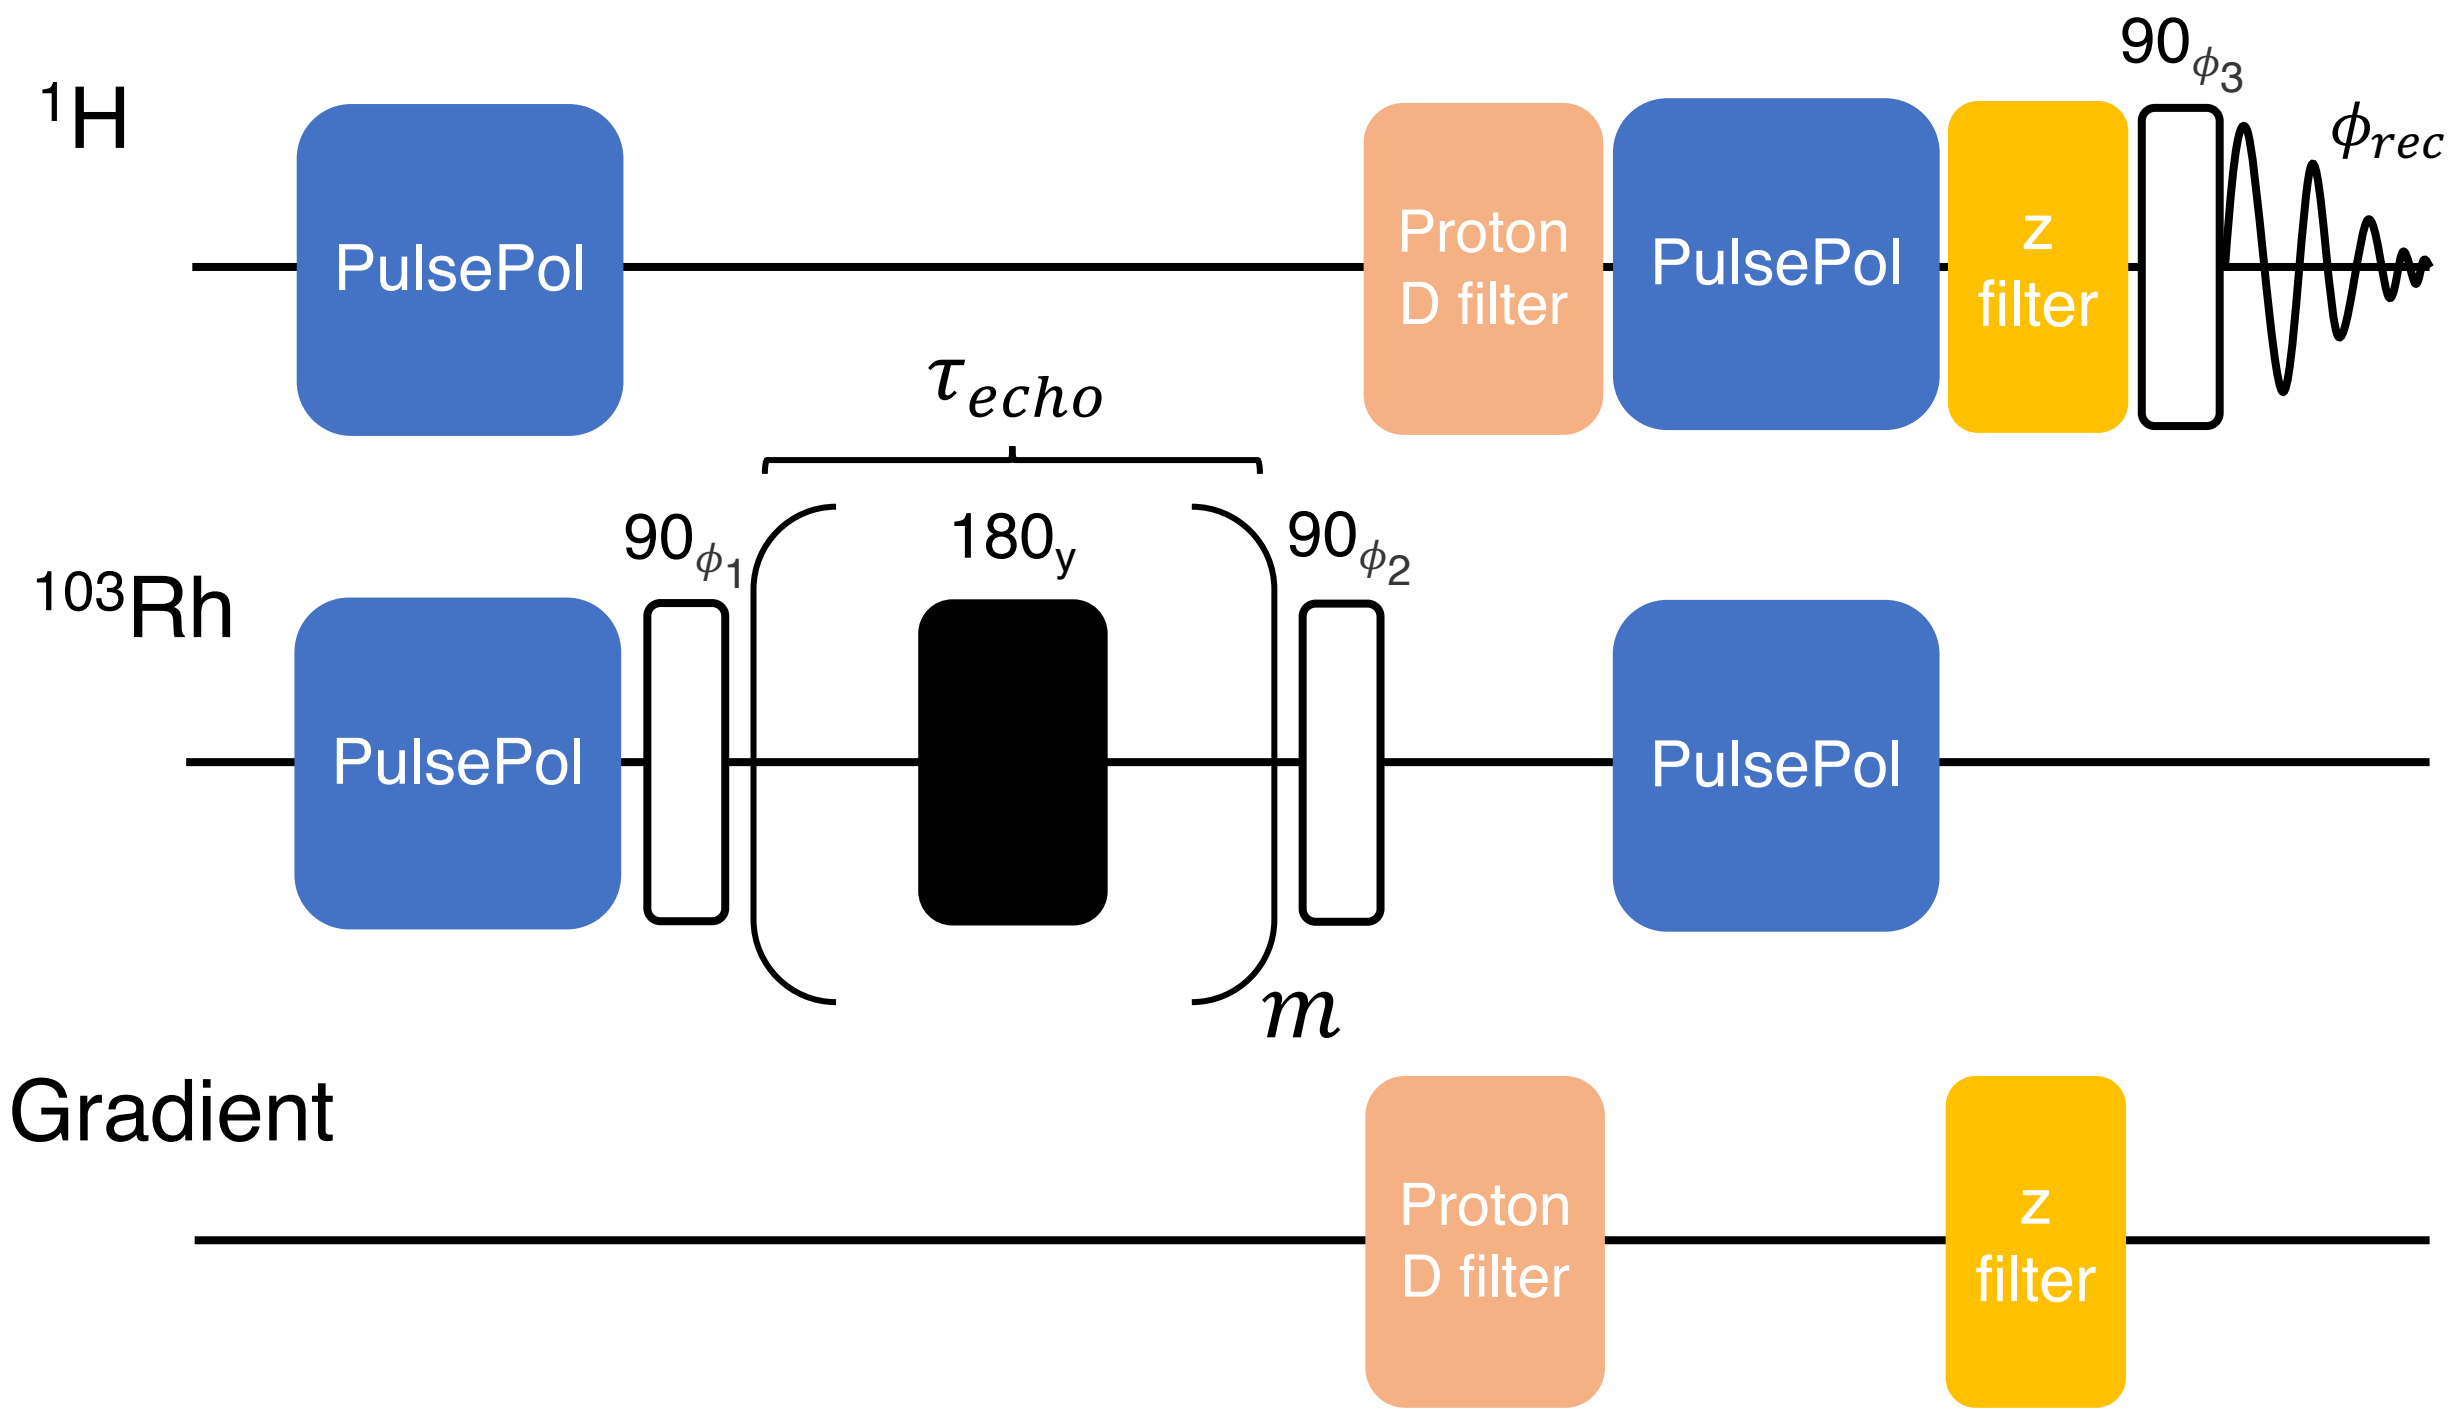 ¹H
PulsePol
Proton
D filter
PulsePol
z
filter
90ϕ₃
ϕrec
τecho
¹⁰³Rh
PulsePol
90ϕ₁
180y
m
90ϕ₂
PulsePol
Gradient
Proton
D filter
z
filter